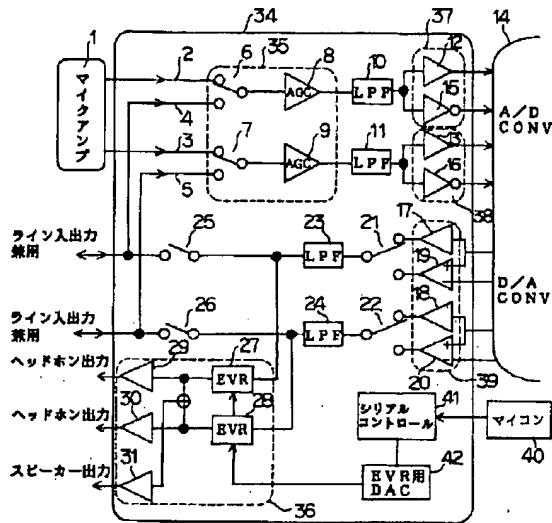 34
1
マイクアンプ
2
4
3
5
6
35
8
AGC
7
9
AGC
10
LPF
11
LPF
37
12
15
13
16
38
14
A/D
CONV
ライン入出力
兼用
25
23
LPF
21
17
19
D/A
CONV
ライン入出力
兼用
26
24
LPF
22
18
20
39
ヘッドホン出力
29
27
EVR
28
EVR
ヘッドホン出力
30
スピーカー出力
31
36
41
シリアル
コントロール
マイコン
40
42
EVR用
DAC